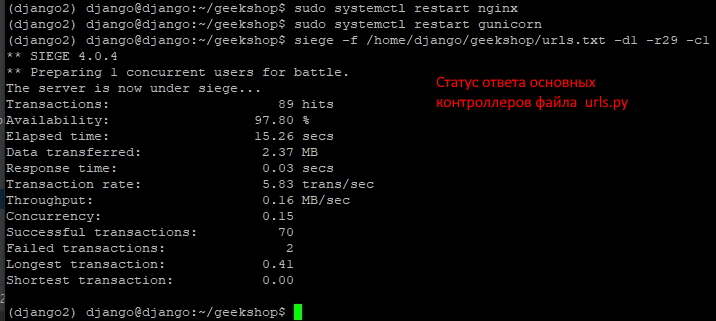 (django2) django@django:~/geekshop$ sudo systemctl restart nginx
(django2) django@django:~/geekshop$ sudo systemctl restart gunicorn
(django2) django@django:~/geekshop$ siege -f /home/django/geekshop/urls.txt -d1 -r29 -c1
** SIEGE 4.0.4
** Preparing 1 concurrent users for battle.
The server is now under siege...
Transactions: 89 hits
Availability: 97.80 %
Elapsed time: 15.26 secs
Data transferred: 2.37 MB
Response time: 0.03 secs
Transaction rate: 5.83 trans/sec
Throughput: 0.16 MB/sec
Concurrency: 0.15
Successful transactions: 70
Failed transactions: 2
Longest transaction: 0.41
Shortest transaction: 0.00
(django2) django@django:~/geekshop$
Статус ответа основных
контроллеров файла urls.py